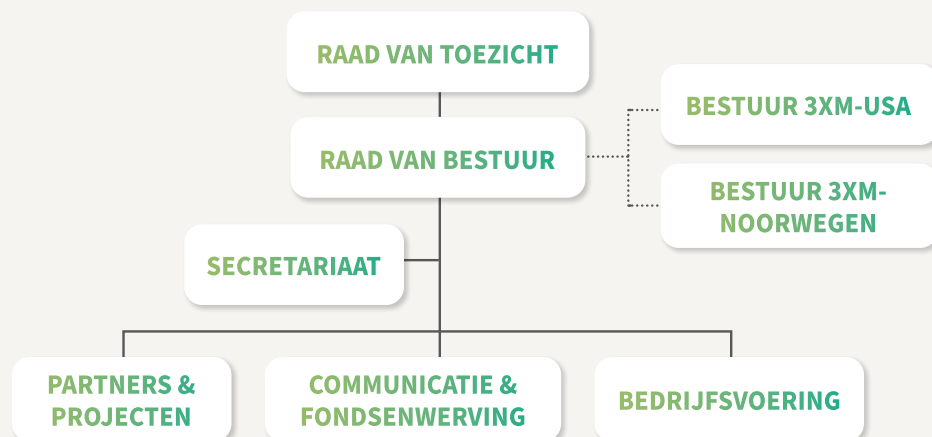 RAAD VAN TOEZICHT
RAAD VAN BESTUUR
BESTUUR 3XM-USA
BESTUUR 3XM-
NOORWEGEN
SECRETARIAAT
PARTNERS &
PROJECTEN
COMMUNICATIE &
FONDSENWERVING
BEDRIJFSVOERING